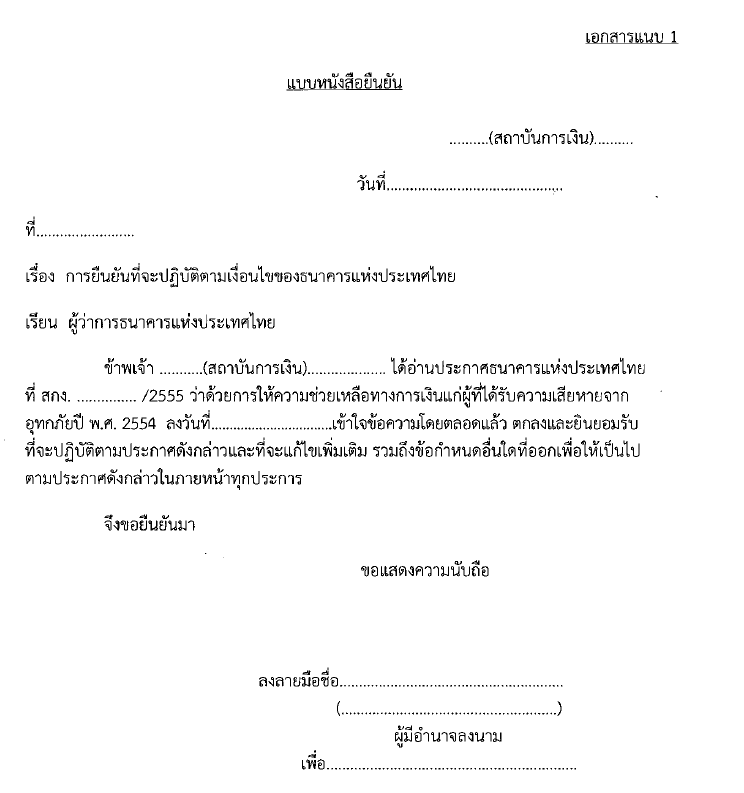 เอกสารแนบ 1
แบบหนังสือยืนยัน
..........(สถาบันการเงิน)..........
วันที่.............................................
ที่.........................
เรื่อง การยืนยันที่จะปฏิบัติตามเงื่อนไขของธนาคารแห่งประเทศไทย
เรียน ผู้ว่าการธนาคารแห่งประเทศไทย
ข้าพเจ้า ...........(สถาบันการเงิน).................... ได้อ่านประกาศธนาคารแห่งประเทศไทย
ที่ สกง. ............... /2555 ว่าด้วยการให้ความช่วยเหลือทางการเงินแก่ผู้ที่ได้รับความเสียหายจาก
อุทกภัยปี พ.ศ. 2554 ลงวันที่...............................เข้าใจข้อความโดยตลอดแล้ว ตกลงและยินยอมรับ
ที่จะปฏิบัติตามประกาศดังกล่าวและที่จะแก้ไขเพิ่มเติม รวมถึงข้อกำหนดอื่นใดที่ออกเพื่อให้เป็นไป
ตามประกาศดังกล่าวในภายหน้าทุกประการ
จึงขอยืนยันมา
ขอแสดงความนับถือ
ลงลายมือชื่อ.........................................................
(.......................................................)
ผู้มีอำนาจลงนาม
เพื่อ................................................................